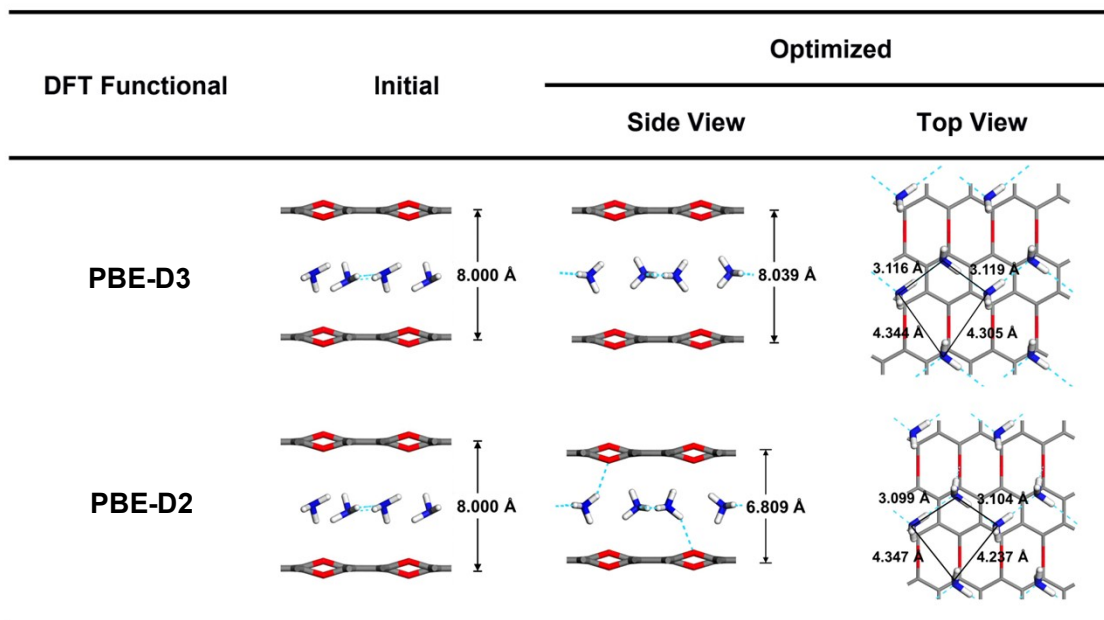 DFT Functional
Initial
Optimized
Side View
Top View
PBE-D3
8.000 Å
8.039 Å
3.116 Å
3.119 Å
4.344 Å
4.305 Å
PBE-D2
8.000 Å
6.809 Å
3.099 Å
3.104 Å
4.347 Å
4.237 Å